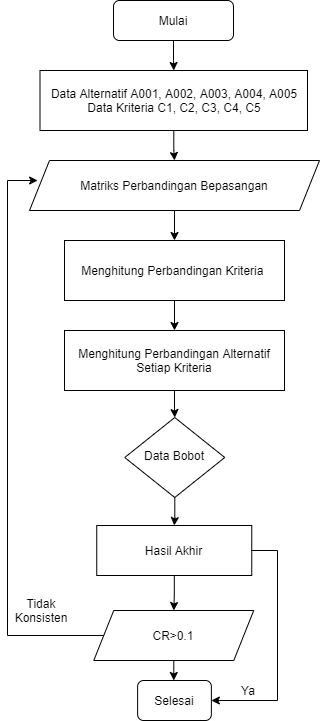 Mulai
Data Alternatif A001, A002, A003, A004, A005
Data Kriteria C1, C2, C3, C4, C5
Matriks Perbandingan Bepasangan
Menghitung Perbandingan Kriteria
Menghitung Perbandingan Alternatif
Setiap Kriteria
Data Bobot
Hasil Akhir
Tidak
Konsisten
CR>0.1
Ya
Selesai